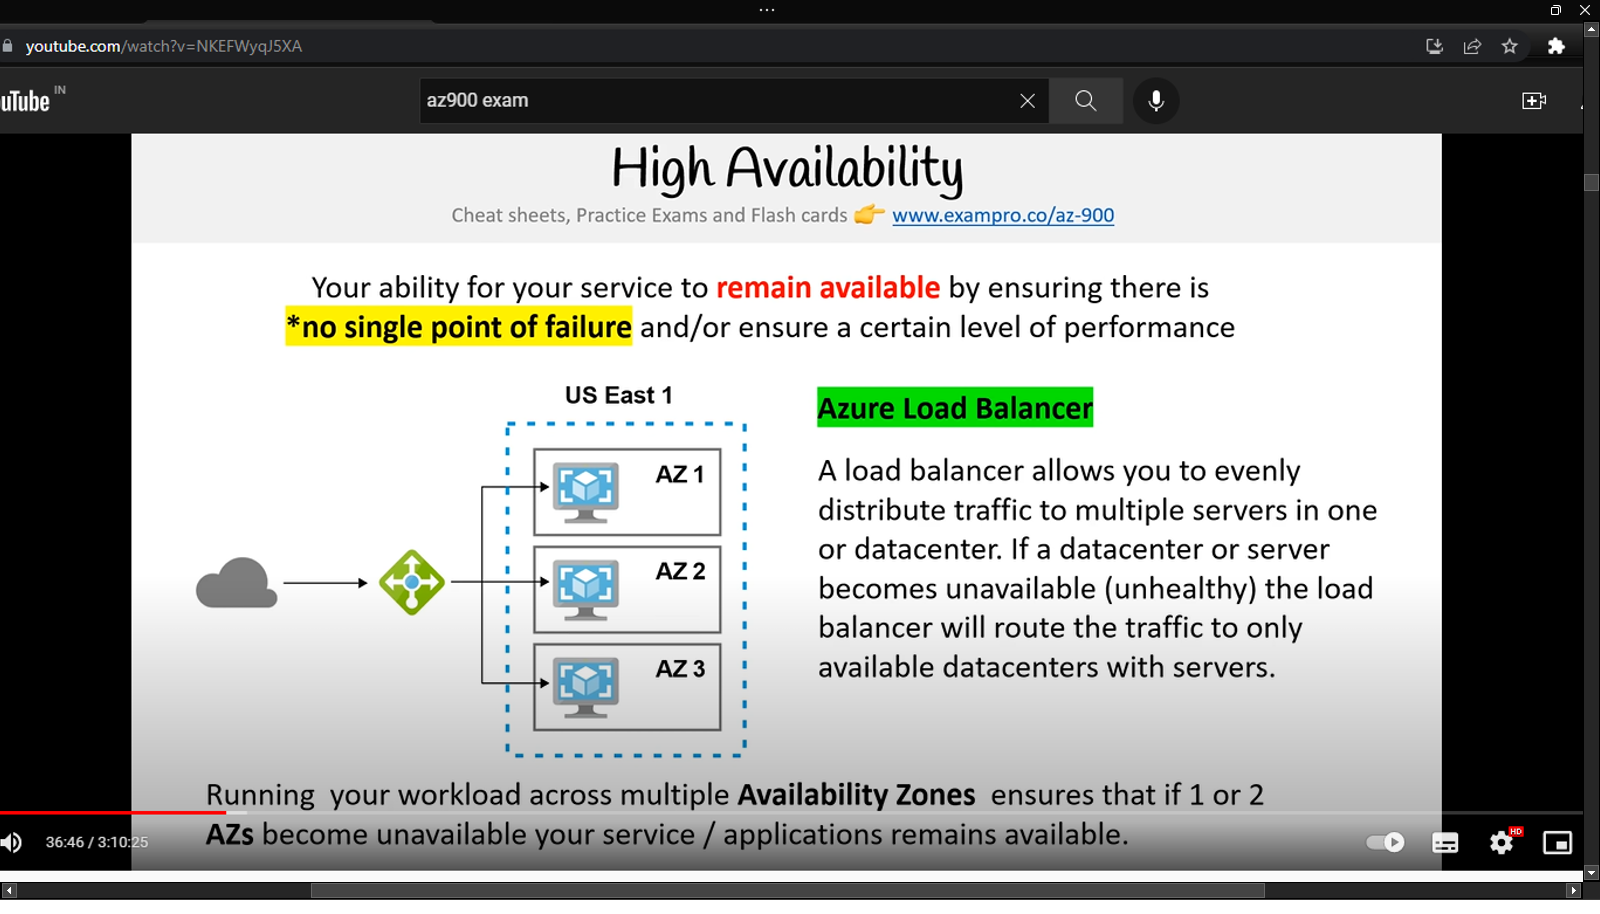 youtube.com/watch?v=NKEFWyqJ5XA
uTube IN
az900 exam
High Availability
Cheat sheets, Practice Exams and Flash cards 👉 www.exampro.co/az-900
Your ability for your service to remain available by ensuring there is
*no single point of failure and/or ensure a certain level of performance
US East 1
AZ 1
AZ 2
AZ 3
Azure Load Balancer
A load balancer allows you to evenly
distribute traffic to multiple servers in one
or datacenter. If a datacenter or server
becomes unavailable (unhealthy) the load
balancer will route the traffic to only
available datacenters with servers.
Running your workload across multiple Availability Zones ensures that if 1 or 2
AZs become unavailable your service / applications remains available.
36:46 / 3:10:25
HD